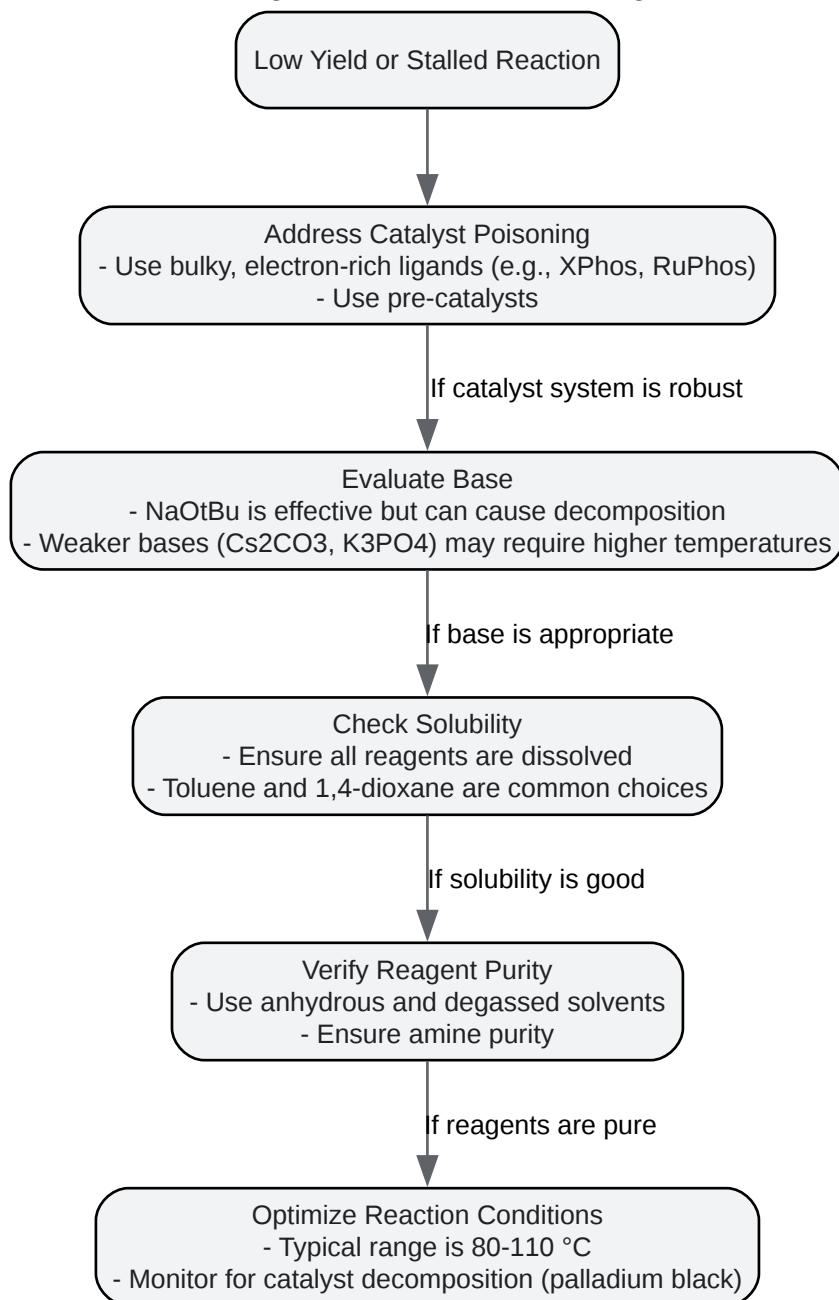 Low Yield or Stalled Reaction
Address Catalyst Poisoning
- Use bulky, electron-rich ligands (e.g., XPhos, RuPhos)
- Use pre-catalysts
If catalyst system is robust
Evaluate Base
- NaOtBu is effective but can cause decomposition
- Weaker bases (Cs2CO3, K3PO4) may require higher temperatures
If base is appropriate
Check Solubility
- Ensure all reagents are dissolved
- Toluene and 1,4-dioxane are common choices
If solubility is good
Verify Reagent Purity
- Use anhydrous and degassed solvents
- Ensure amine purity
If reagents are pure
Optimize Reaction Conditions
- Typical range is 80-110 °C
- Monitor for catalyst decomposition (palladium black)